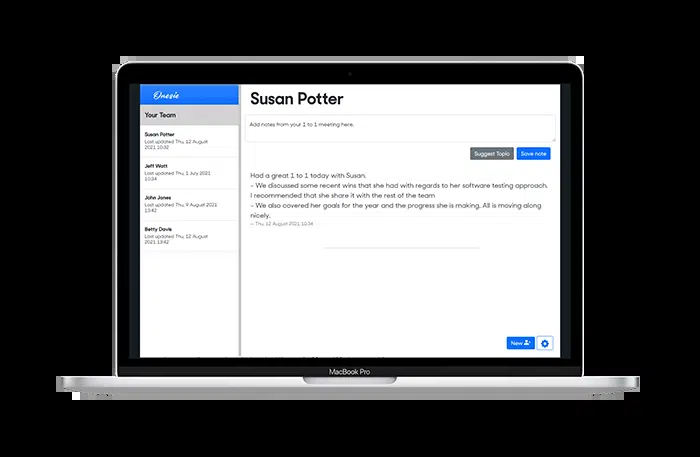 Onesie
Your Team
Susan Potter
Last updated Thu, 12 August
2021 10:32
Jeff Watt
Last updated Thu, 1 July 2021
10:34
John Jones
Last updated Thu, 9 August 2021
13:42
Betty Davis
Last updated Thu, 12 August
2021 13:42
Susan Potter
Add notes from your 1 to 1 meeting here.
Suggest Topic
Save note
Had a great 1 to 1 today with Susan.
- We discussed some recent wins that she had with regards to her software testing approach.
I recommended that she share it with the rest of the team
- We also covered her goals for the year and the progress she is making. All is moving along
nicely.
— Thu, 12 August 2021 10:34
New
MacBook Pro